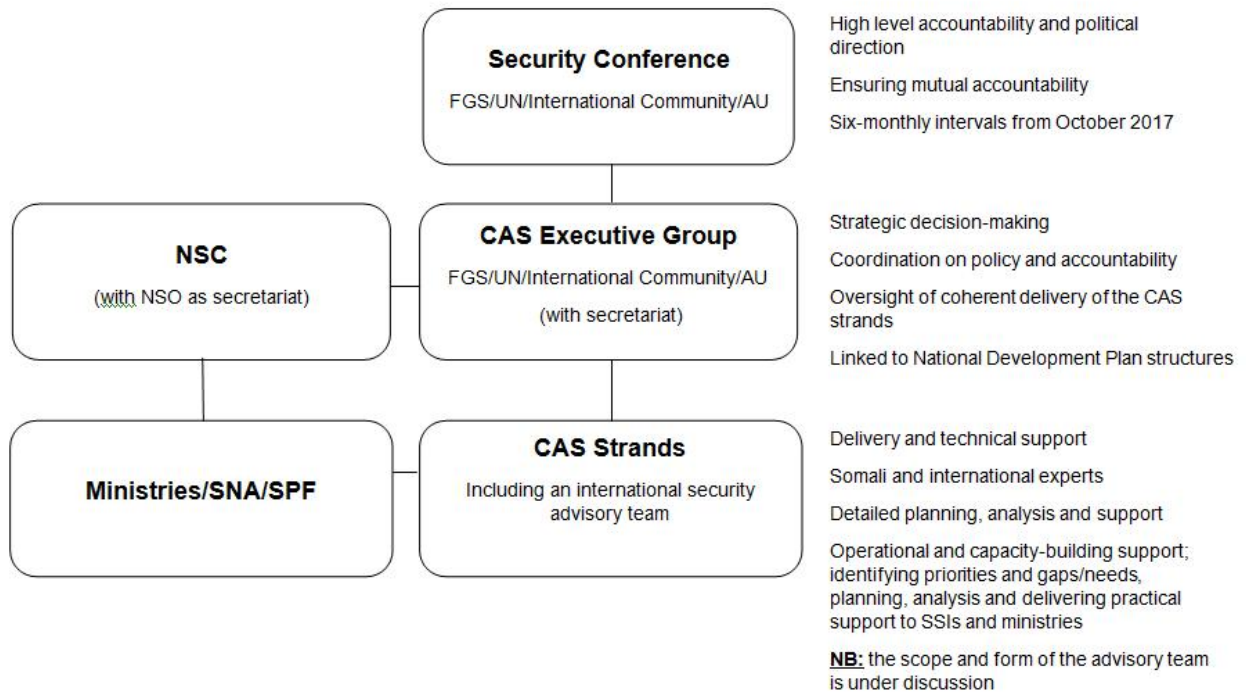 Security Conference
FGS/UN/International Community/AU
High level accountability and political
direction
Ensuring mutual accountability
Six-monthly intervals from October 2017
NSC
(with NSO as secretariat)
CAS Executive Group
FGS/UN/International Community/AU
(with secretariat)
Strategic decision-making
Coordination on policy and accountability
Oversight of coherent delivery of the CAS
strands
Linked to National Development Plan structures
Ministries/SNA/SPF
CAS Strands
Including an international security
advisory team
Delivery and technical support
Somali and international experts
Detailed planning, analysis and support
Operational and capacity-building support;
identifying priorities and gaps/needs,
planning, analysis and delivering practical
support to SSIs and ministries
NB: the scope and form of the advisory team
is under discussion